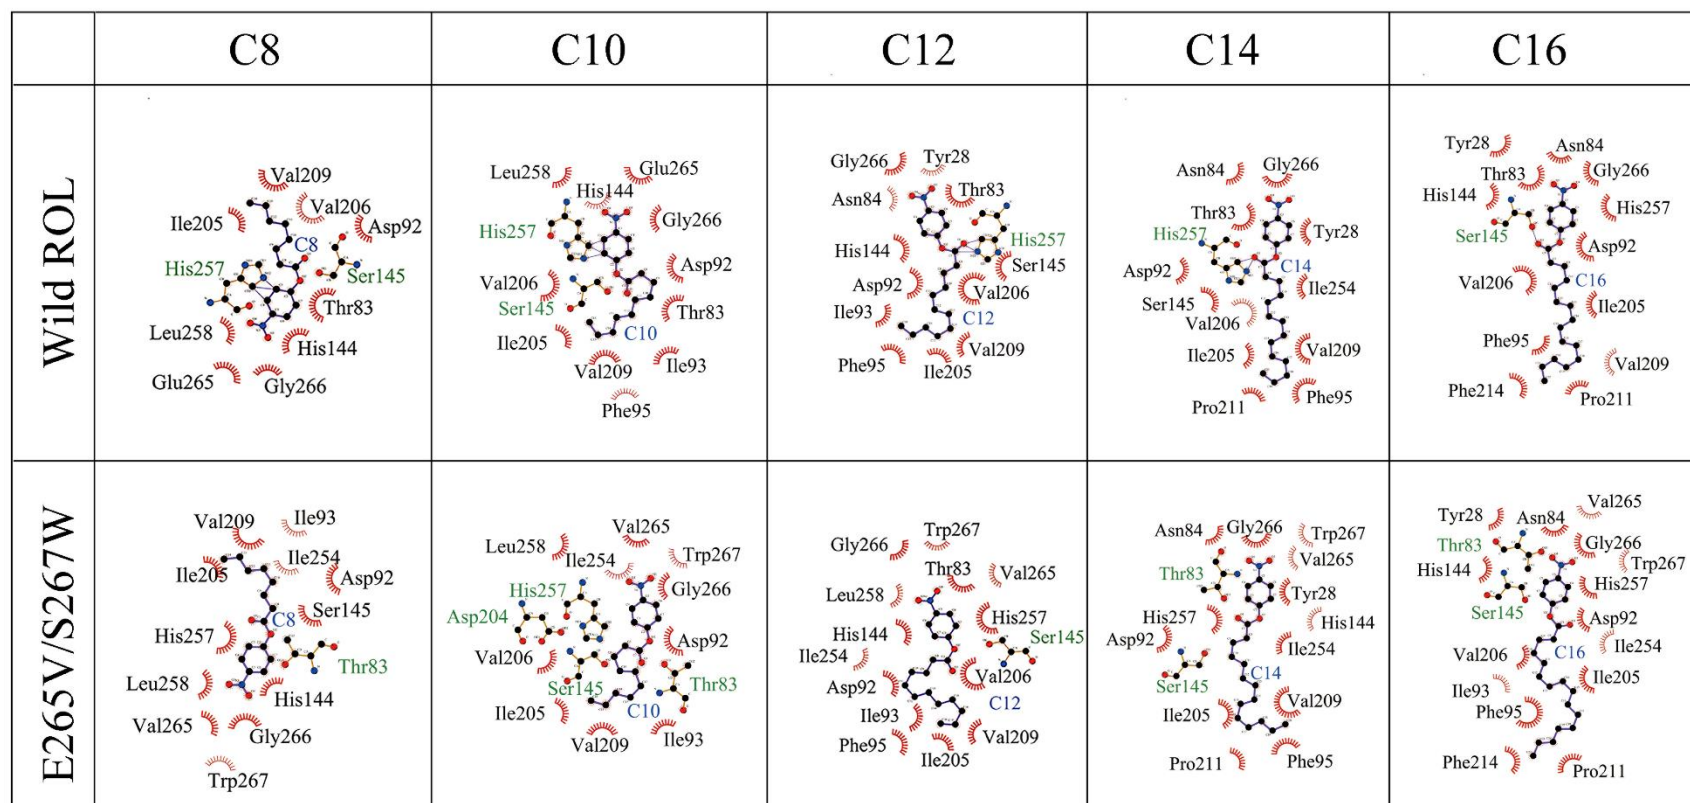 C8
C10
C12
C14
C16
Wild ROL
Val209
Val206
Ile205
Asp92
C8
His257
Ser145
Thr83
Leu258
His144
Glu265
Gly266
Leu258
Glu265
His144
Gly266
His257
Asp92
Val206
Ser145
Thr83
C10
Ile205
Val209
Ile93
Phe95
Gly266
Tyr28
Asn84
Thr83
His144
His257
Ser145
Asp92
Val206
Ile93
C12
Val209
Phe95
Ile205
Asn84
Gly266
Thr83
His257
Tyr28
Asp92
C14
Ser145
Ile254
Val206
Ile205
Val209
Pro211
Phe95
Tyr28
Asn84
Thr83
Gly266
His144
His257
Ser145
Asp92
Val206
C16
Ile205
Phe95
Val209
Phe214
Pro211
E265V/S267W
Val209
Ile93
Ile205
Ile254
Asp92
Ser145
C8
His257
Thr83
Leu258
His144
Val265
Gly266
Trp267
Leu258
Val265
Ile254
Trp267
His257
Gly266
Asp204
Asp92
Val206
Ser145
Thr83
Ile205
C10
Val209
Ile93
Trp267
Gly266
Thr83
Val265
Leu258
His257
His144
Ser145
Ile254
Val206
Asp92
C12
Ile93
Val209
Phe95
Ile205
Asn84
Gly266
Trp267
Val265
Thr83
Tyr28
His257
His144
Asp92
Ile254
Ser145
C14
Ile205
Val209
Pro211
Phe95
Val265
Tyr28
Asn84
Thr83
Gly266
Trp267
His144
His257
Ser145
Asp92
Ile254
Val206
C16
Ile93
Ile205
Phe95
Phe214
Pro211